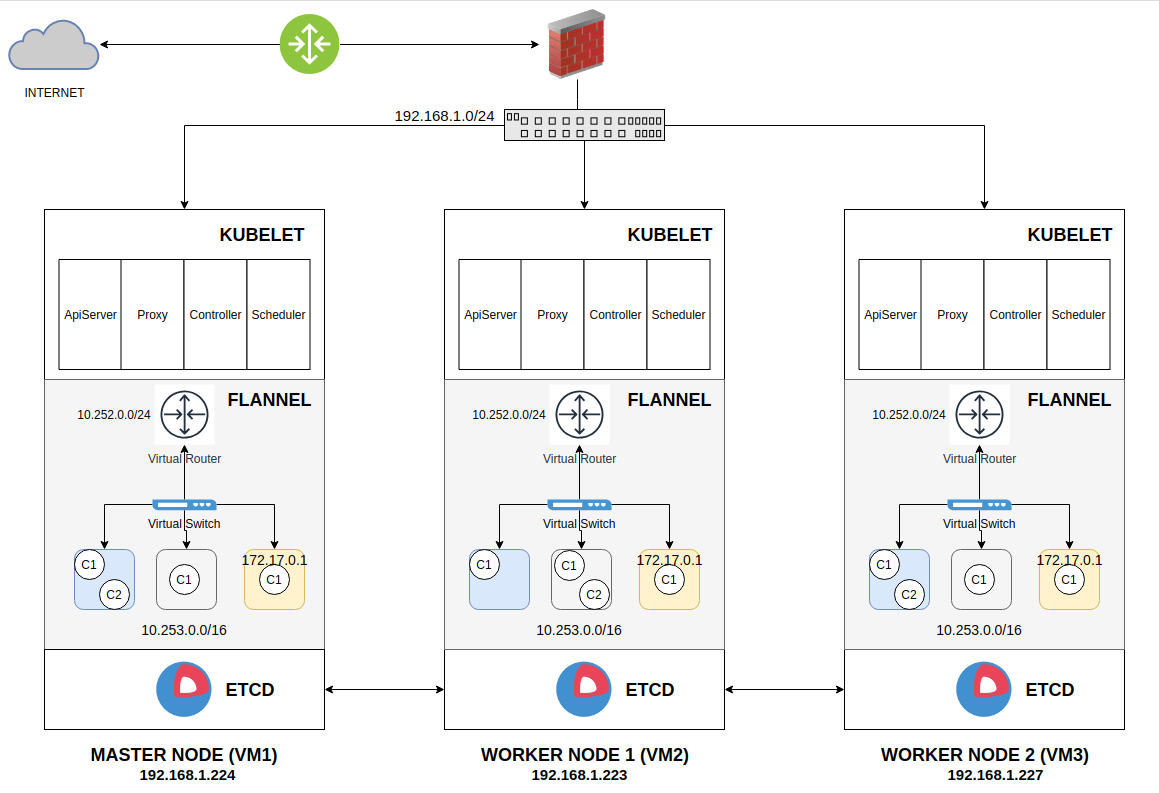 INTERNET
192.168.1.0/24
KUBELET
ApiServer
Proxy
Controller
Scheduler
FLANNEL
10.252.0.0/24
Virtual Router
Virtual Switch
C1
C2
C1
172.17.0.1
C1
10.253.0.0/16
ETCD
MASTER NODE (VM1)
192.168.1.224
KUBELET
ApiServer
Proxy
Controller
Scheduler
FLANNEL
10.252.0.0/24
Virtual Router
Virtual Switch
C1
C1
C2
172.17.0.1
C1
10.253.0.0/16
ETCD
WORKER NODE 1 (VM2)
192.168.1.223
KUBELET
ApiServer
Proxy
Controller
Scheduler
FLANNEL
10.252.0.0/24
Virtual Router
Virtual Switch
C1
C2
C1
172.17.0.1
C1
10.253.0.0/16
ETCD
WORKER NODE 2 (VM3)
192.168.1.227